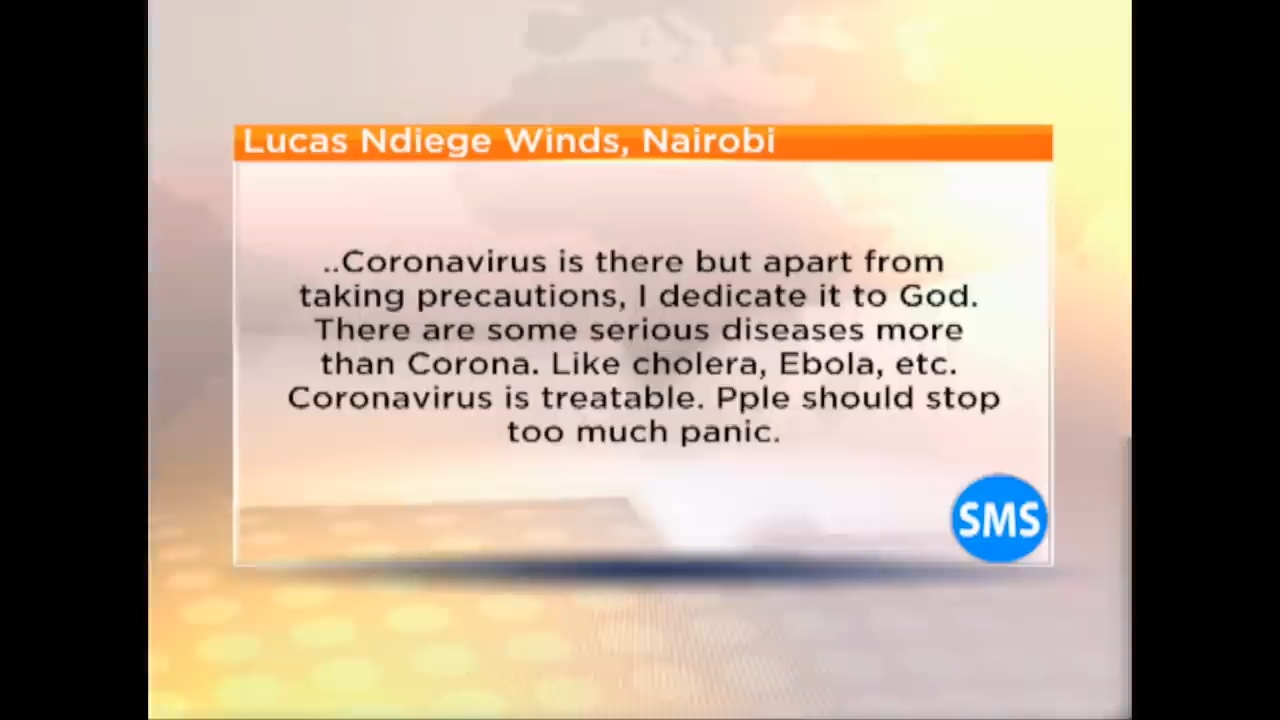 Lucas Ndiege Winds, Nairobi
..Coronavirus is there but apart from
taking precautions, I dedicate it to God.
There are some serious diseases more
than Corona. Like cholera, Ebola, etc.
Coronavirus is treatable. Pple should stop
too much panic.
SMS